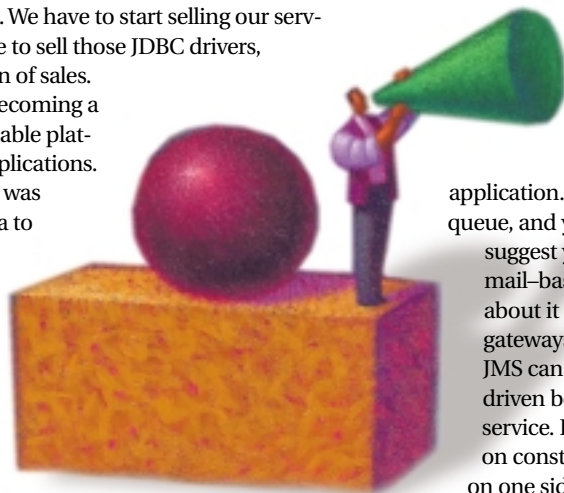 . We have to start selling our serv-
e to sell those JDBC drivers,
n of sales.
ecoming a
able plat-
plications.
was
a to
application.
queue, and y
suggest y
mail–bas
about it
gateways
JMS can
driven be
service. I
on const
on one sid